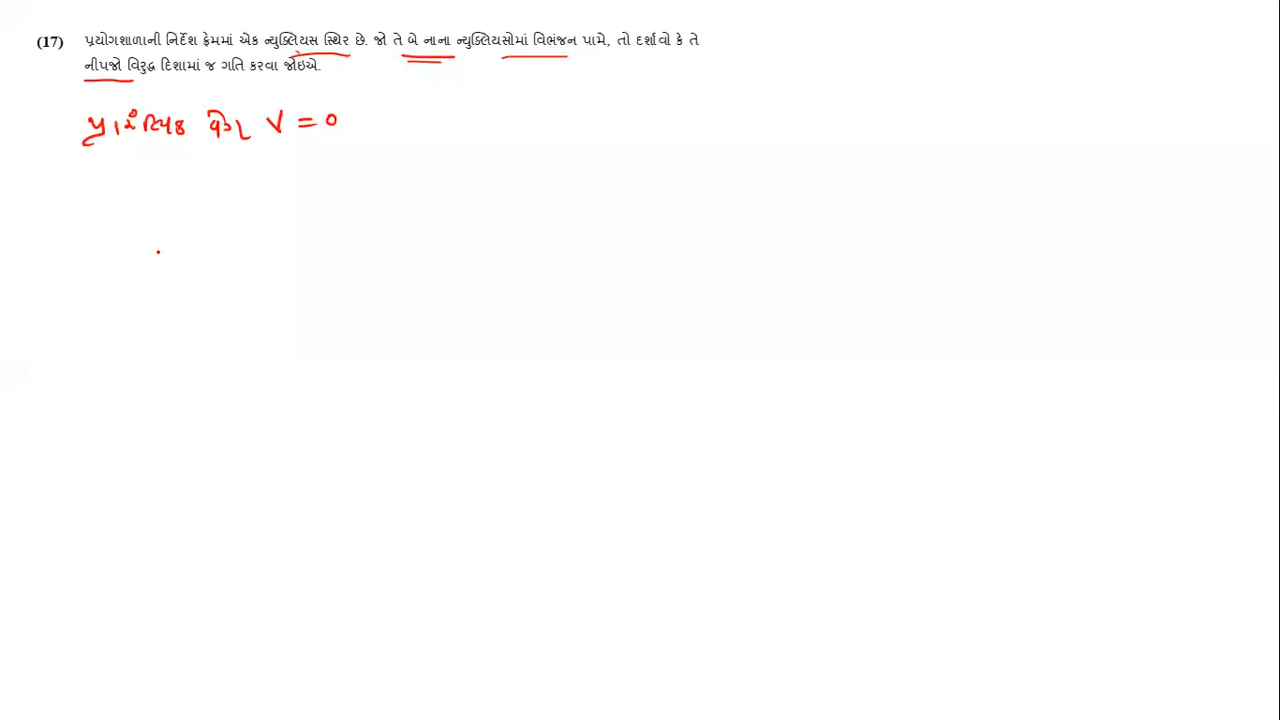 (17) પ્રયોગશાળાની નિર્દેશ ફ્રેમમાં એક ન્યુક્લિયસ સ્થિર છે. જો તે બે નાના ન્યુક્લિયસોમાં વિભંજન પામે, તો દર્શાવો કે તે
નીપજો વિરુદ્ધ દિશામાં જ ગતિ કરવા જોઇએ.
પ્રારંભિક વેગ V = 0